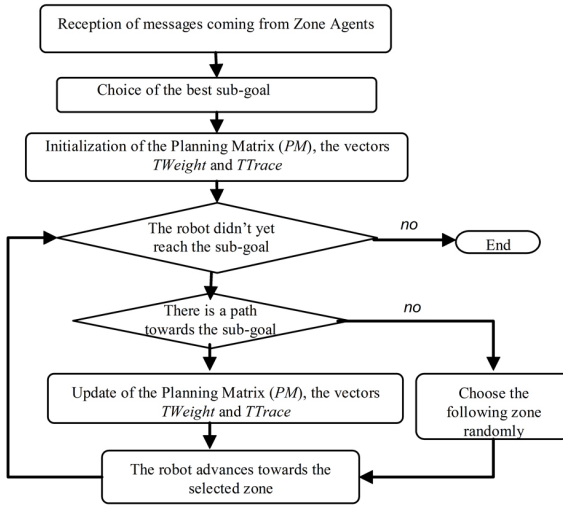 Reception of messages coming from Zone Agents
Choice of the best sub-goal
Initialization of the Planning Matrix (PM), the vectors
TWeight and TTrace
The robot didn't yet
reach the sub-goal
no
End
There is a path
towards the sub-goal
no
Update of the Planning Matrix (PM), the vectors
TWeight and TTrace
Choose the
following zone
randomly
The robot advances towards the
selected zone